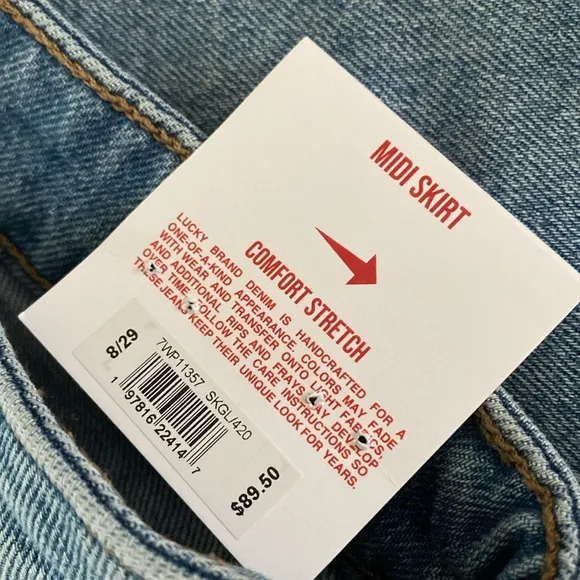 MIDI SKIRT
COMFORT STRETCH
LUCKY BRAND DENIM IS HANDCRAFTED FOR A
ONE-OF-A-KIND APPEARANCE. COLORS MAY FADE
WITH WEAR AND TRANSFER ONTO LIGHT FABRICS,
AND ADDITIONAL RIPS AND FRAYS MAY DEVELOP
OVER TIME. FOLLOW THE CARE INSTRUCTIONS SO
THESE JEANS KEEP THEIR UNIQUE LOOK FOR YEARS.
7WP11357 SKGL/420
8/29
1 97816 22414 7
$89.50